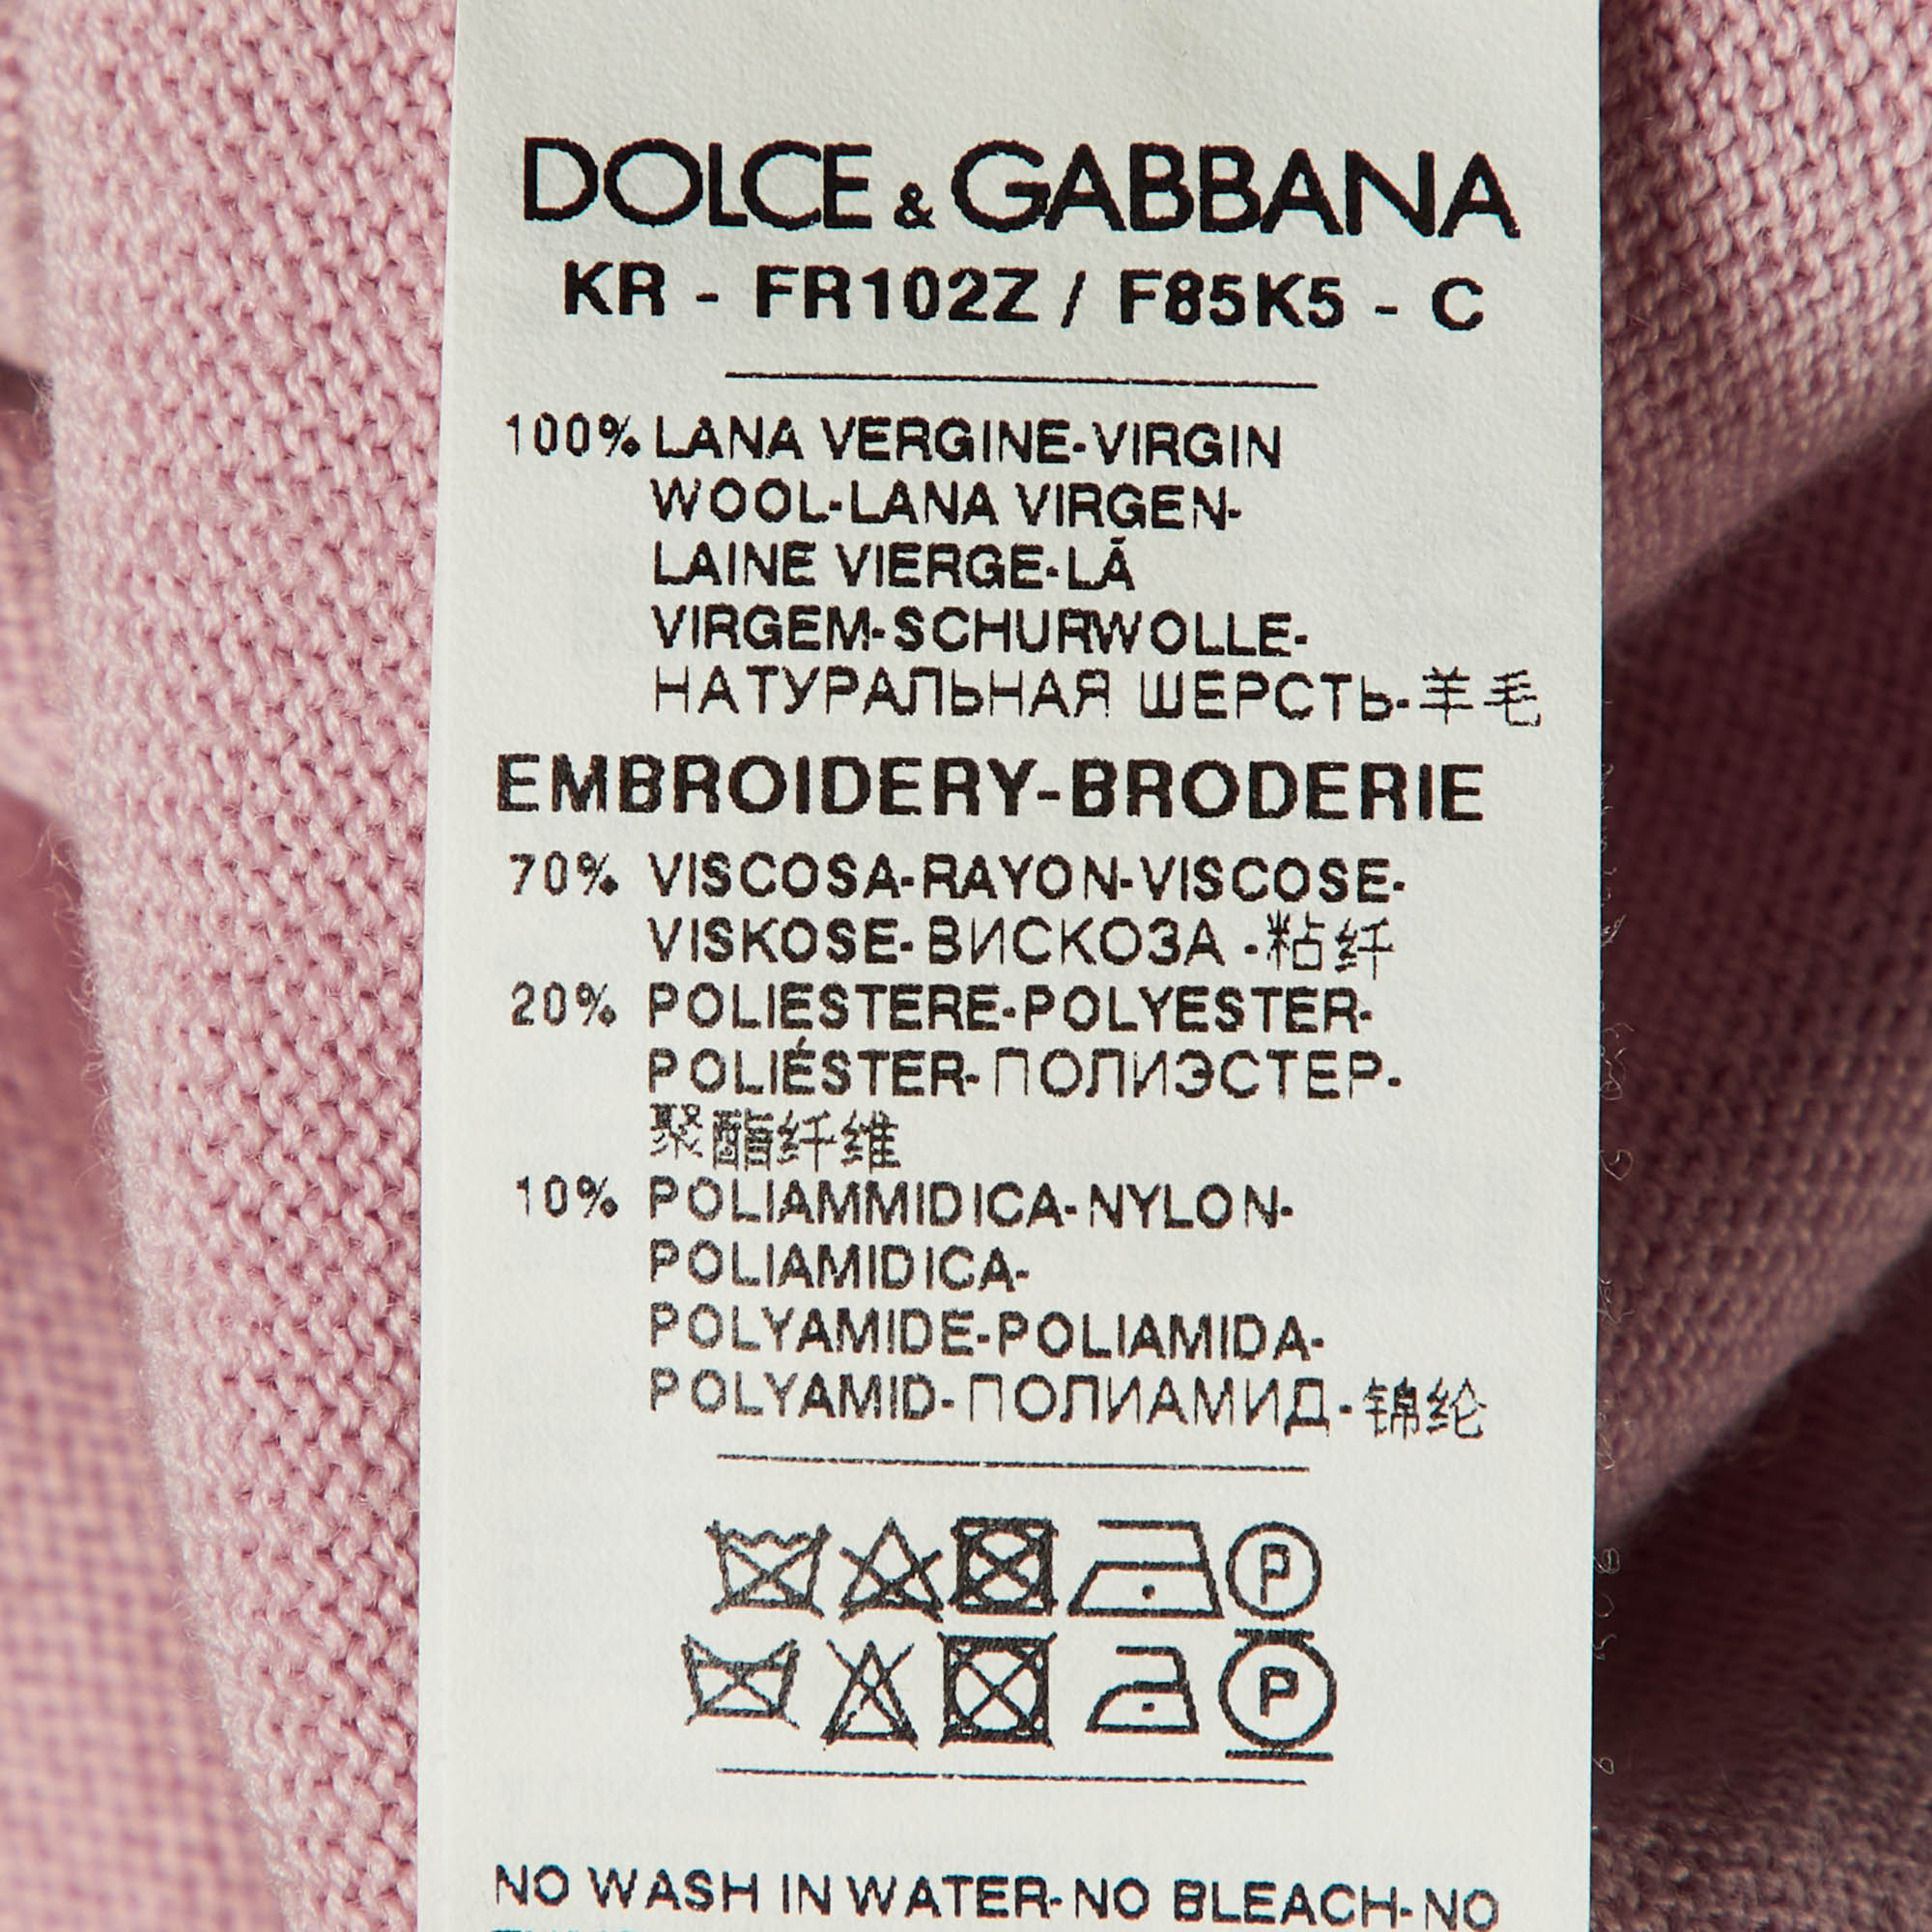 DOLCE & GABBANA
KR - FR102Z / F85K5 - C
100% LANA VERGINE-VIRGIN
WOOL-LANA VIRGEN-
LAINE VIERGE-LÃ
VIRGEM-SCHURWOLLE-
НАТУРАЛЬНАЯ ШЕРСТЬ-羊毛
EMBROIDERY-BRODERIE
70% VISCOSA-RAYON-VISCOSE-
VISKOSE-ВИСКОЗА -粘纤
20% POLIESTERE-POLYESTER-
POLIÉSTER-ПОЛИЭСТЕР-
聚酯纤维
10% POLIAMMIDICA-NYLON-
POLIAMIDICA-
POLYAMIDE-POLIAMIDA-
POLYAMID-ПОЛИАМИД-锦纶
P
P
NO WASH IN WATER-NO BLEACH-NO